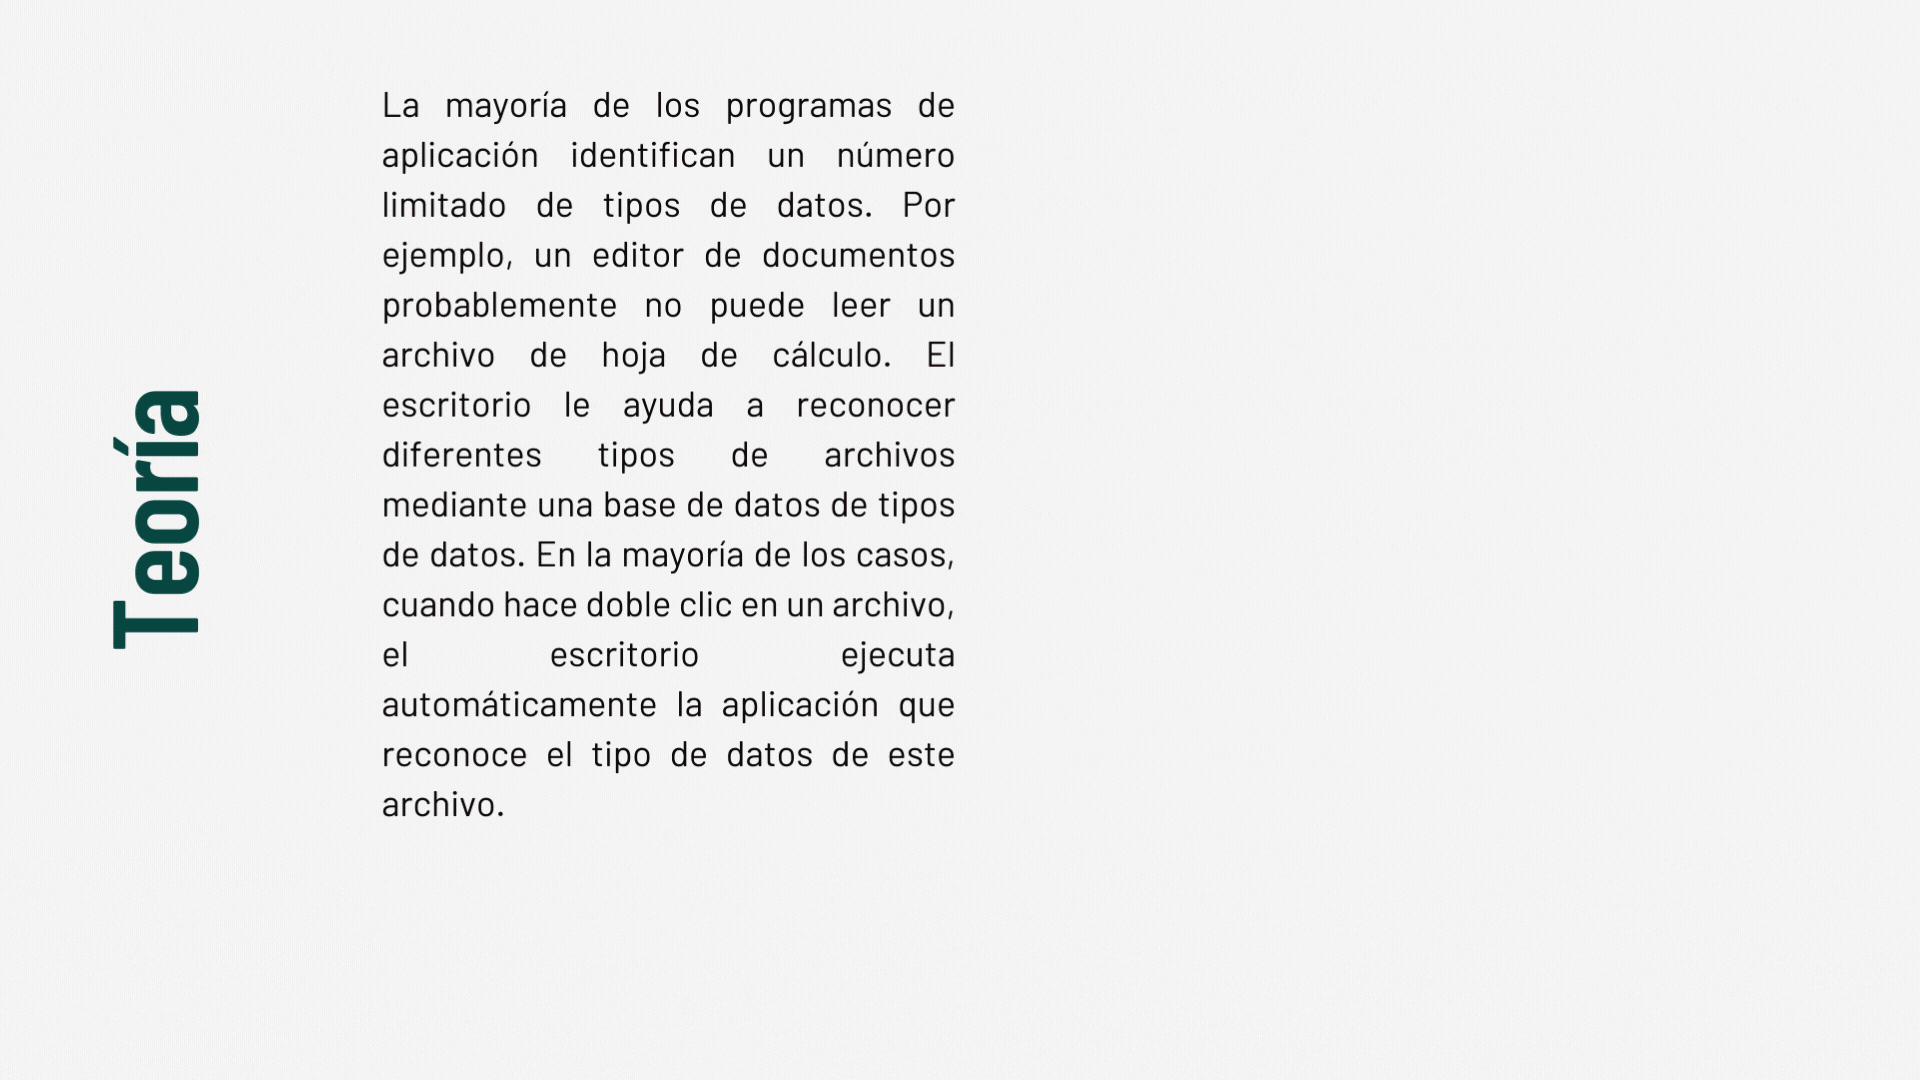 Teoría
La mayoría de los programas de
aplicación identifican un número
limitado de tipos de datos. Por
ejemplo, un editor de documentos
probablemente no puede leer un
archivo de hoja de cálculo. El
escritorio le ayuda a reconocer
diferentes tipos de archivos
mediante una base de datos de tipos
de datos. En la mayoría de los casos,
cuando hace doble clic en un archivo,
el escritorio ejecuta
automáticamente la aplicación que
reconoce el tipo de datos de este
archivo.